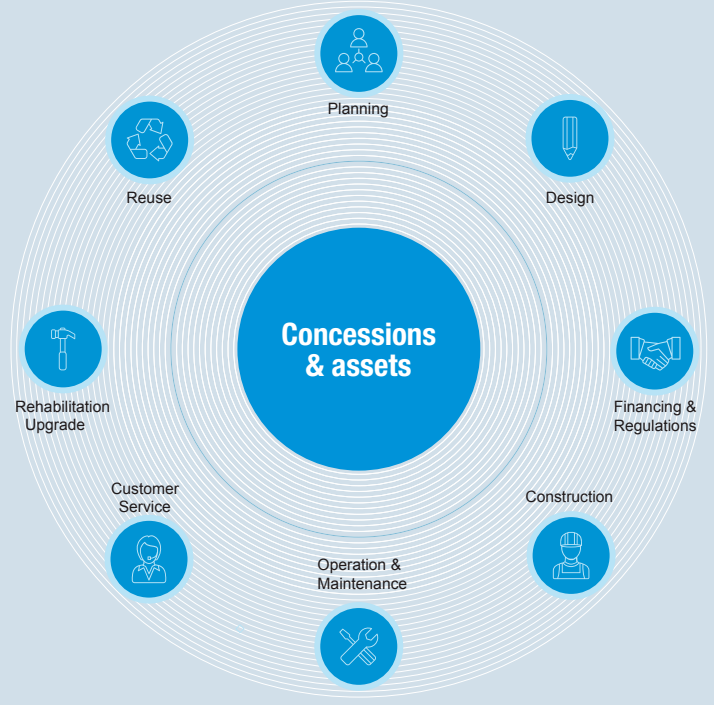 Planning
Design
Financing &
Regulations
Construction
Operation &
Maintenance
Customer
Service
Rehabilitation
Upgrade
Reuse
Concessions
& assets